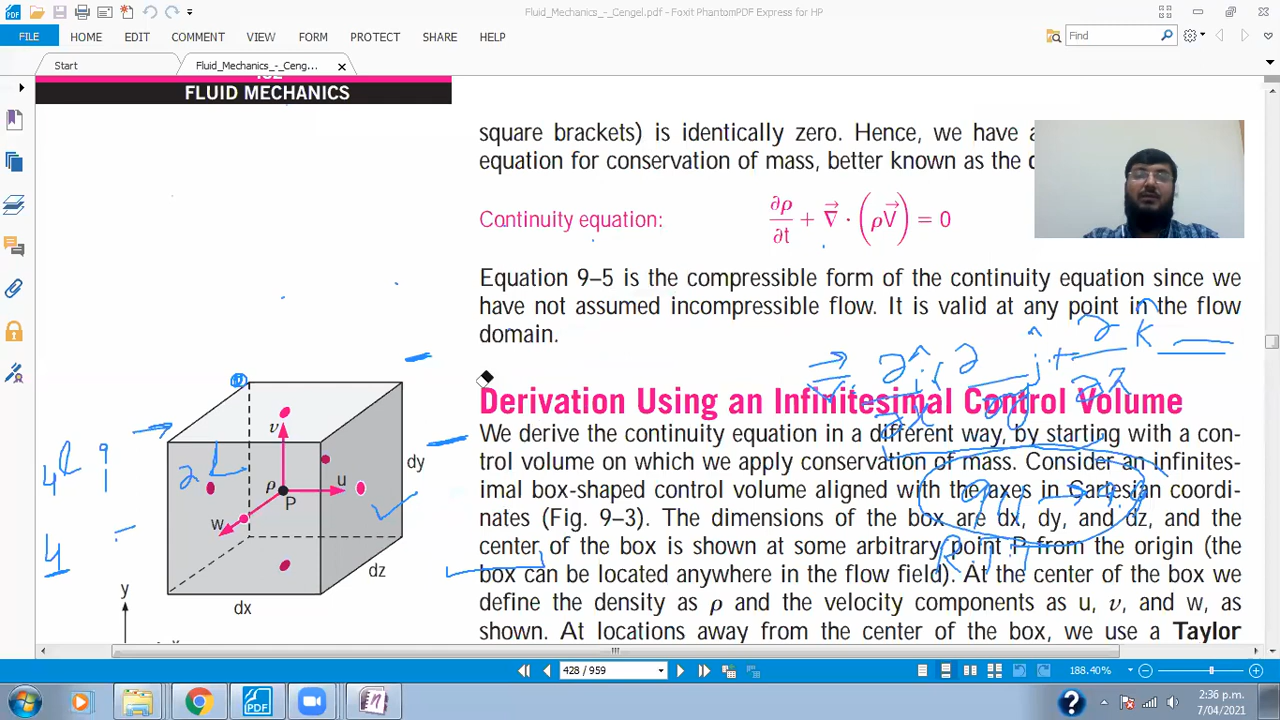 Fluid_Mechanics_-_Cengel.pdf - Foxit PhantomPDF Express for HP
FILE HOME EDIT COMMENT VIEW FORM PROTECT SHARE HELP
Find
Start
Fluid_Mechanics_-_Ceng...
FLUID MECHANICS
square brackets) is identically zero. Hence, we have a
equation for conservation of mass, better known as the d
Continuity equation: ∂ρ/∂t + ∇⃗ · (ρV⃗) = 0
Equation 9–5 is the compressible form of the continuity equation since we
have not assumed incompressible flow. It is valid at any point in the flow
domain.
Derivation Using an Infinitesimal Control Volume
We derive the continuity equation in a different way, by starting with a con-
trol volume on which we apply conservation of mass. Consider an infinites-
imal box-shaped control volume aligned with the axes in Cartesian coordi-
nates (Fig. 9–3). The dimensions of the box are dx, dy, and dz, and the
center of the box is shown at some arbitrary point P from the origin (the
box can be located anywhere in the flow field). At the center of the box we
define the density as ρ and the velocity components as u, v, and w, as
shown. At locations away from the center of the box, we use a Taylor
v
dy
ρ
u
P
w
dz
dx
y
2
4
428 / 959
188.40%
2:36 p.m.
7/04/2021